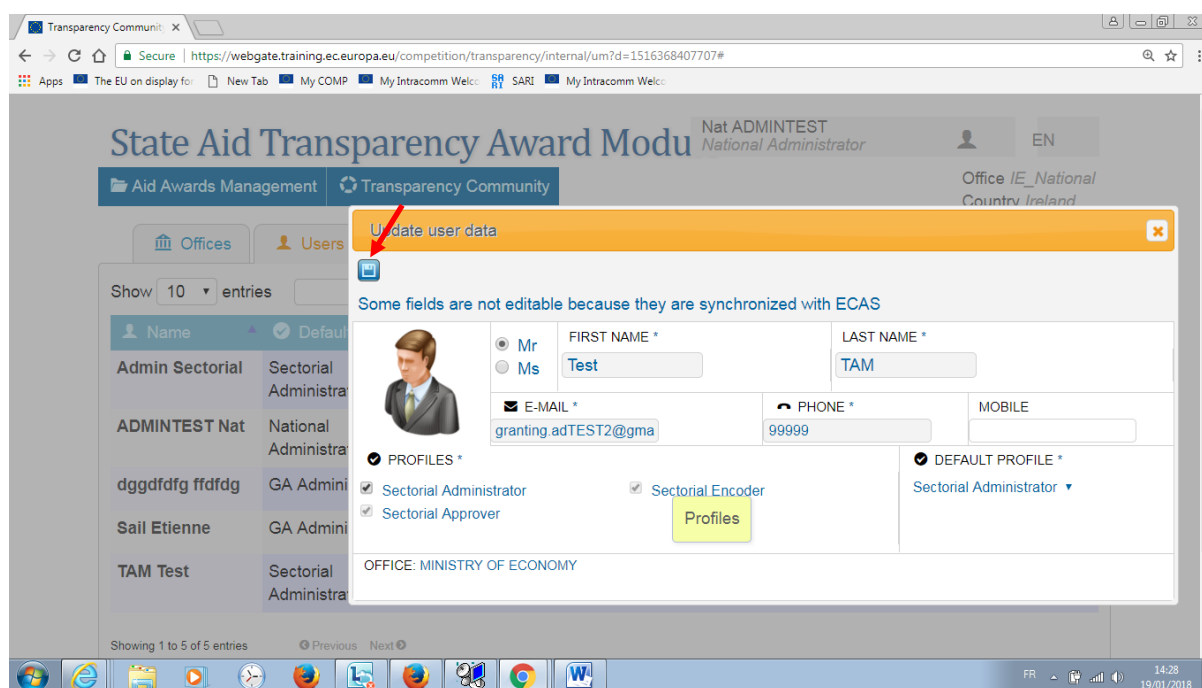 Transparency Communit
Secure | https://webgate.training.ec.europa.eu/competition/transparency/internal/um?d=1516368407707#
Apps The EU on display for New Tab My COMP My Intracomm Welco SARI My Intracomm Welco
State Aid Transparency Award Modu
Nat ADMINTEST
National Administrator
EN
Aid Awards Management
Transparency Community
Office IE_National
Country Ireland
Offices
Users
Update user data
Show 10 entries
Some fields are not editable because they are synchronized with ECAS
Name
Default
Mr
Ms
FIRST NAME *
Test
LAST NAME *
TAM
Admin Sectorial
Sectorial
Administra
E-MAIL *
granting.adTEST2@gma
PHONE *
99999
MOBILE
ADMINTEST Nat
National
Administra
PROFILES *
DEFAULT PROFILE *
Sectorial Administrator
Sectorial Encoder
Sectorial Administrator
Sectorial Approver
Profiles
dggdfdfg ffdfdg
GA Admini
Sail Etienne
GA Admini
OFFICE: MINISTRY OF ECONOMY
TAM Test
Sectorial
Administra
Showing 1 to 5 of 5 entries
Previous Next
FR
14:28
19/01/2018